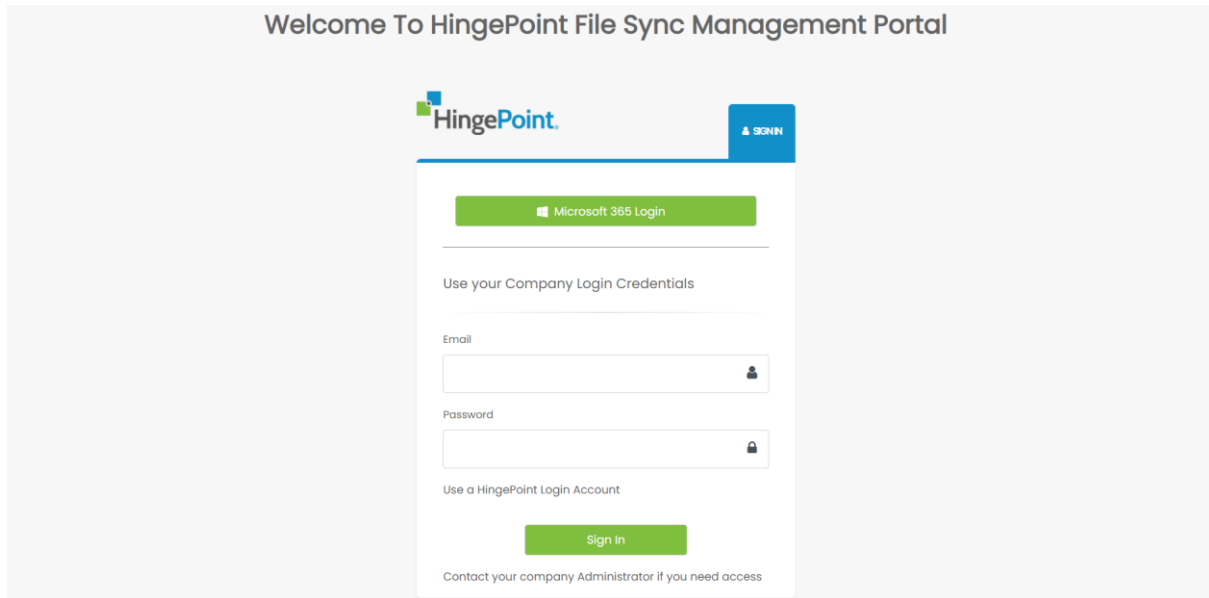 Welcome To HingePoint File Sync Management Portal
HingePoint.
SIGN IN
Microsoft 365 Login
Use your Company Login Credentials
Email
Password
Use a HingePoint Login Account
Sign In
Contact your company Administrator if you need access